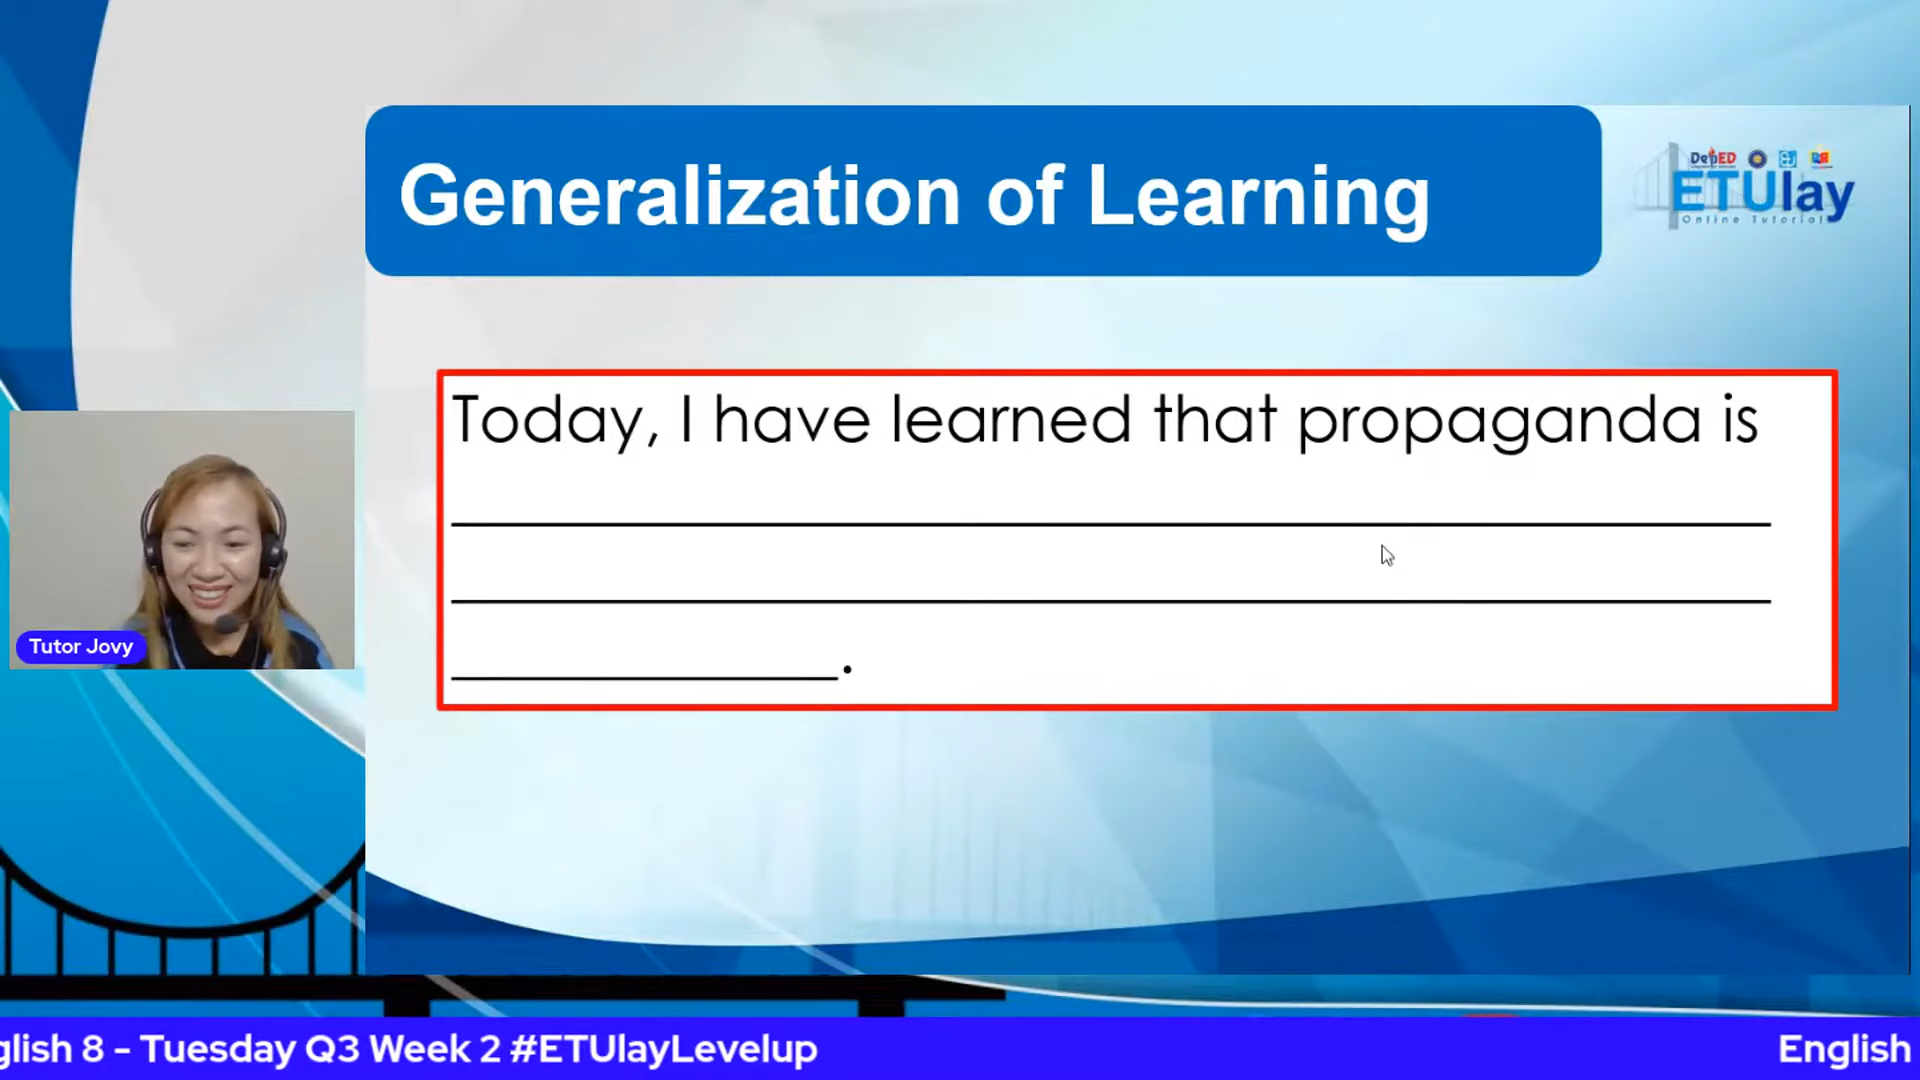 Generalization of Learning
DepED
ETUlay
Online Tutorial
Today, I have learned that propaganda is
.
Tutor Jovy
glish 8 - Tuesday Q3 Week 2 #ETUlayLevelup
English